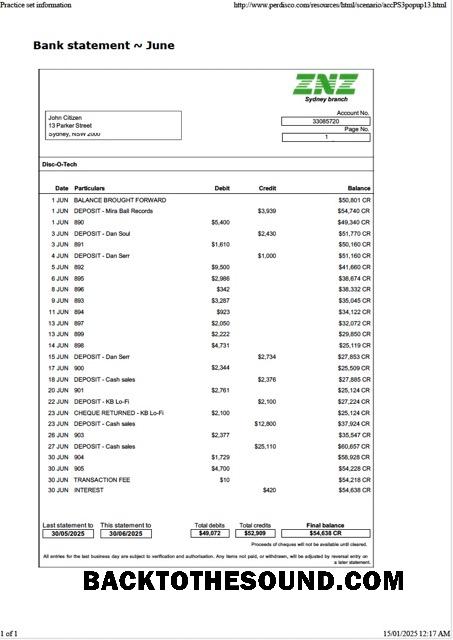 Practice set information http://www.perdisco.com/resources/html/scenario/accPS3popup13.html
Bank statement ~ June
ZNZ
Sydney branch
Account No.
33085720
Page No.
1
John Citizen
13 Parker Street
Sydney, NSW 2000
Disc-O-Tech
Date Particulars Debit Credit Balance
1 JUN BALANCE BROUGHT FORWARD $50,801 CR
1 JUN DEPOSIT - Mira Ball Records $3,939 $54,740 CR
1 JUN 890 $5,400 $49,340 CR
3 JUN DEPOSIT - Dan Soul $2,430 $51,770 CR
3 JUN 891 $1,610 $50,160 CR
4 JUN DEPOSIT - Dan Serr $1,000 $51,160 CR
5 JUN 892 $9,500 $41,660 CR
6 JUN 895 $2,986 $38,674 CR
8 JUN 896 $342 $38,332 CR
9 JUN 893 $3,287 $35,045 CR
11 JUN 894 $923 $34,122 CR
13 JUN 897 $2,050 $32,072 CR
13 JUN 899 $2,222 $29,850 CR
14 JUN 898 $4,731 $25,119 CR
15 JUN DEPOSIT - Dan Serr $2,734 $27,853 CR
17 JUN 900 $2,344 $25,509 CR
18 JUN DEPOSIT - Cash sales $2,376 $27,885 CR
20 JUN 901 $2,761 $25,124 CR
22 JUN DEPOSIT - KB Lo-Fi $2,100 $27,224 CR
23 JUN CHEQUE RETURNED - KB Lo-Fi $2,100 $25,124 CR
23 JUN DEPOSIT - Cash sales $12,800 $37,924 CR
26 JUN 903 $2,377 $35,547 CR
27 JUN DEPOSIT - Cash sales $25,110 $60,657 CR
30 JUN 904 $1,729 $58,928 CR
30 JUN 905 $4,700 $54,228 CR
30 JUN TRANSACTION FEE $10 $54,218 CR
30 JUN INTEREST $420 $54,638 CR
Last statement to This statement to Total debits Total credits Final balance
30/05/2025 30/06/2025 $49,072 $52,909 $54,638 CR
Proceeds of cheques will not be available until cleared.
All entries for the last business day are subject to verification and authorisation. Any items not paid, or withdrawn, will be adjusted by reversal entry on
a later statement.
BACKTOTHESOUND.COM
1 of 1 15/01/2025 12:17 AM